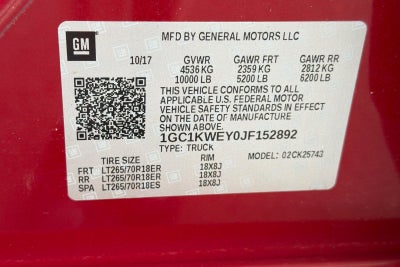 GM
MFD BY GENERAL MOTORS LLC
10/17 GVWR GAWR FRT GAWR RR
4536 KG 2359 KG 2812 KG
10000 LB 5200 LB 6200 LB
THIS VEHICLE CONFORMS TO ALL
APPLICABLE U.S. FEDERAL MOTOR
VEHICLE SAFETY STANDARDS IN EFFECT ON
THE DATE OF MANUFACTURE
SHOWN ABOVE.
1GC1KWEY0JF152892
TYPE: TRUCK MODEL: 02CK25743
TIRE SIZE RIM
FRT LT265/70R18ER 18X8J
RR LT265/70R18ER 18X8J
SPA LT265/70R18ES 18X8J